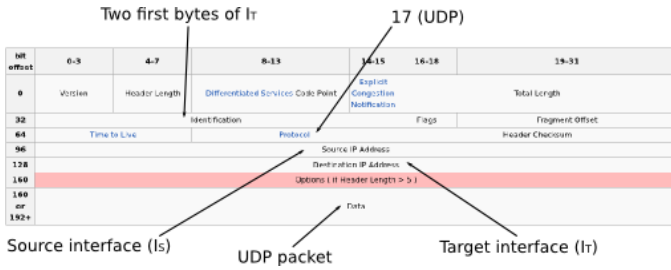 Two first bytes of IT
17 (UDP)
bit offset 0–3 4–7 8–13 14-15 16-18 19–31
0 Version Header Length Differentiated Services Code Point Explicit Congestion Notification Total Length
32 Identification Flags Fragment Offset
64 Time to Live Protocol Header Checksum
96 Source IP Address
128 Destination IP Address
160 Options ( if Header Length > 5 )
160 or 192+ Data
Source interface (IS)
UDP packet
Target interface (IT)